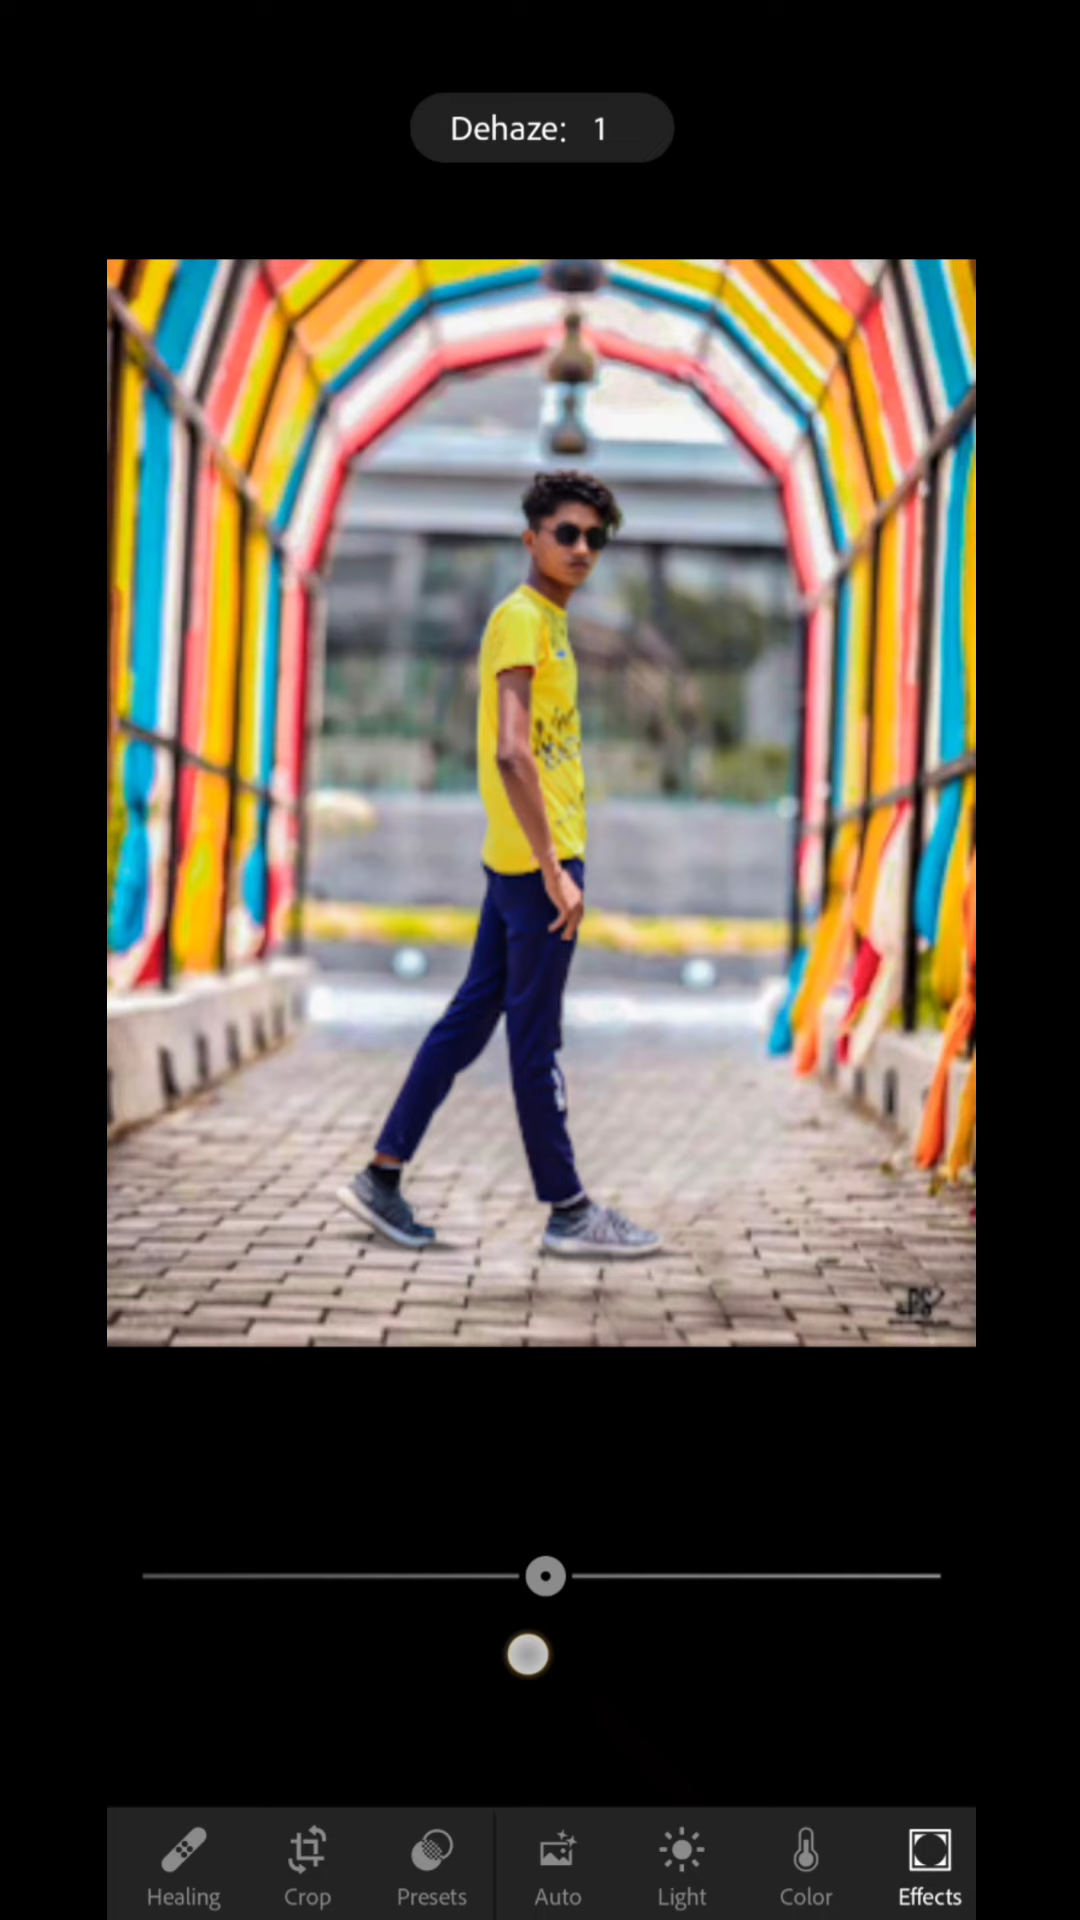 Dehaze: 1
Healing
Crop
Presets
Auto
Light
Color
Effects